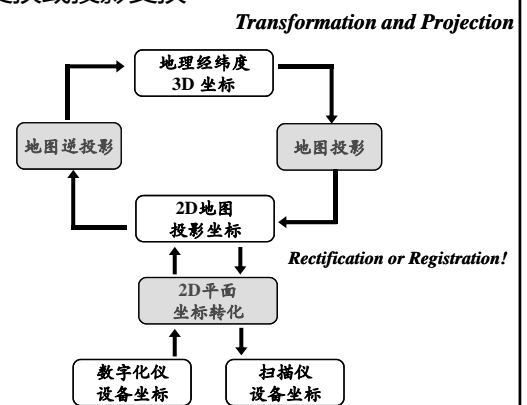 Transformation and Projection
地理经纬度
3D 坐标
地图逆投影
地图投影
2D地图
投影坐标
Rectification or Registration!
2D平面
坐标转化
数字化仪
设备坐标
扫描仪
设备坐标